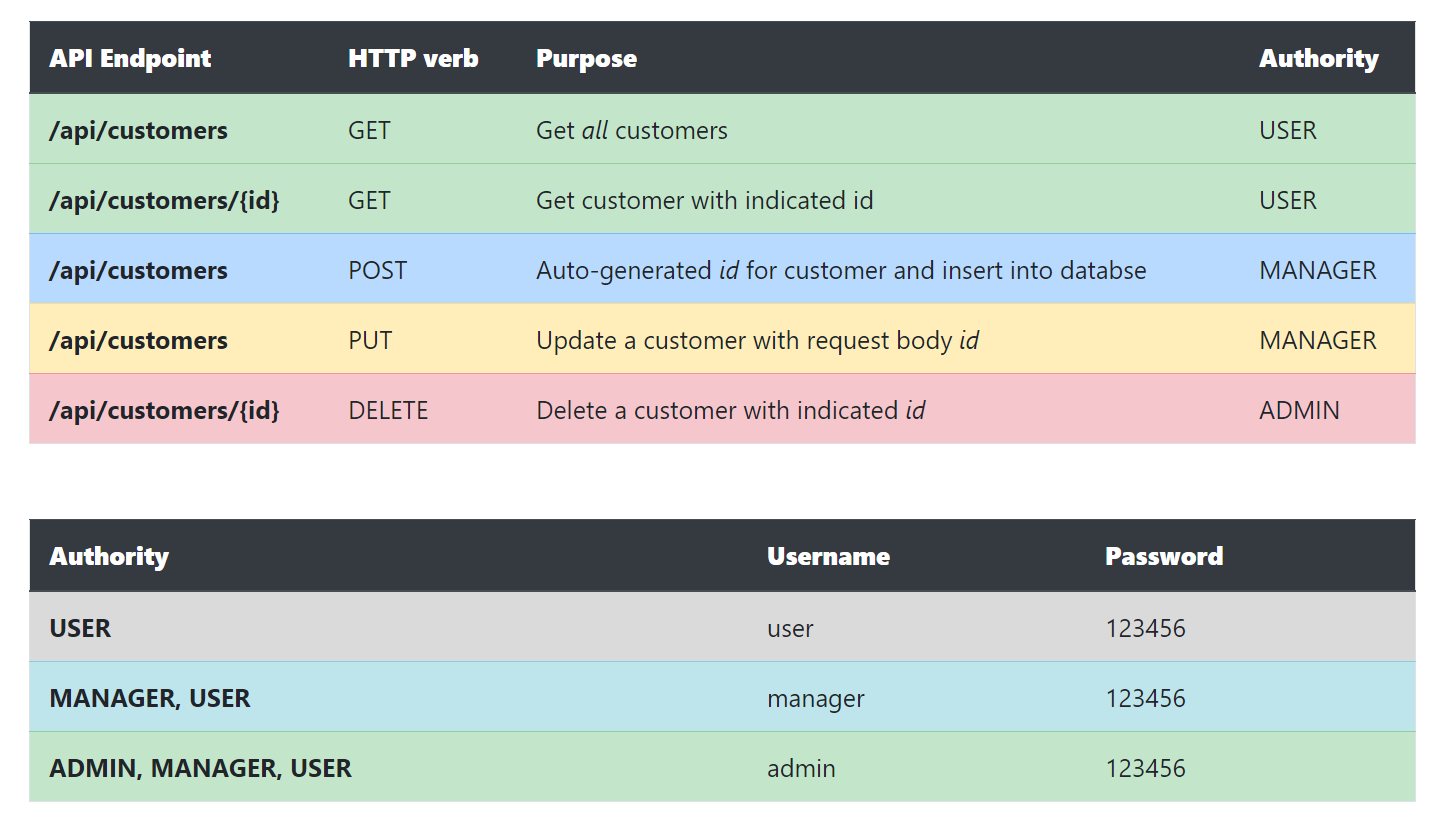 API Endpoint HTTP verb Purpose Authority
/api/customers GET Get all customers USER
/api/customers/{id} GET Get customer with indicated id USER
/api/customers POST Auto-generated id for customer and insert into databse MANAGER
/api/customers PUT Update a customer with request body id MANAGER
/api/customers/{id} DELETE Delete a customer with indicated id ADMIN
Authority Username Password
USER user 123456
MANAGER, USER manager 123456
ADMIN, MANAGER, USER admin 123456